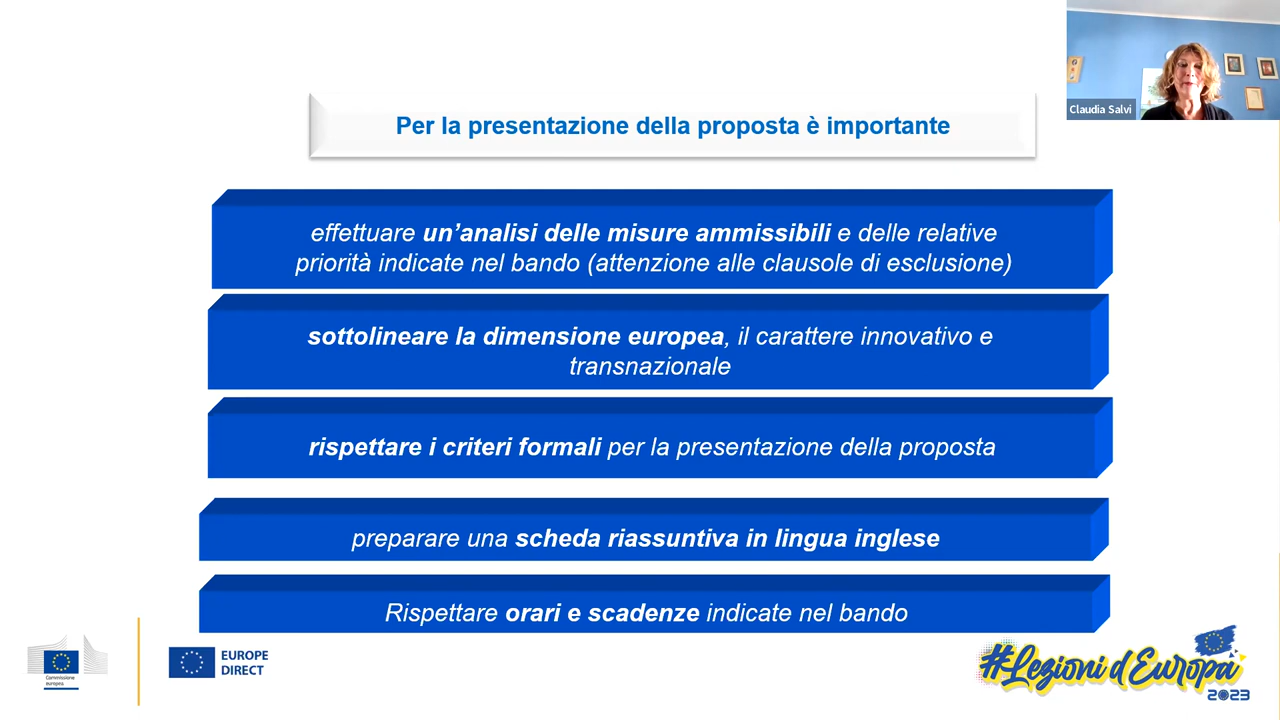 Claudia Salvi
Per la presentazione della proposta è importante
effettuare un’analisi delle misure ammissibili e delle relative
priorità indicate nel bando (attenzione alle clausole di esclusione)
sottolineare la dimensione europea, il carattere innovativo e
transnazionale
rispettare i criteri formali per la presentazione della proposta
preparare una scheda riassuntiva in lingua inglese
Rispettare orari e scadenze indicate nel bando
Commissione
europea
EUROPE
DIRECT
#Lezioni d'Europa
2023